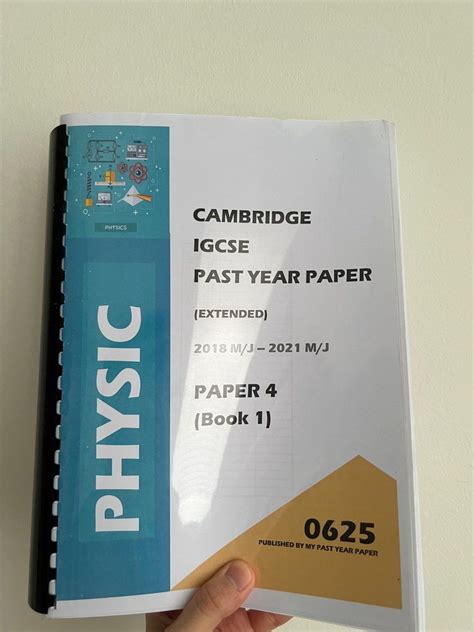 PHYSICS
PHYSIC
CAMBRIDGE
IGCSE
PAST YEAR PAPER
(EXTENDED)
2018 M/J – 2021 M/J
PAPER 4
(Book 1)
0625
PUBLISHED BY MY PAST YEAR PAPER